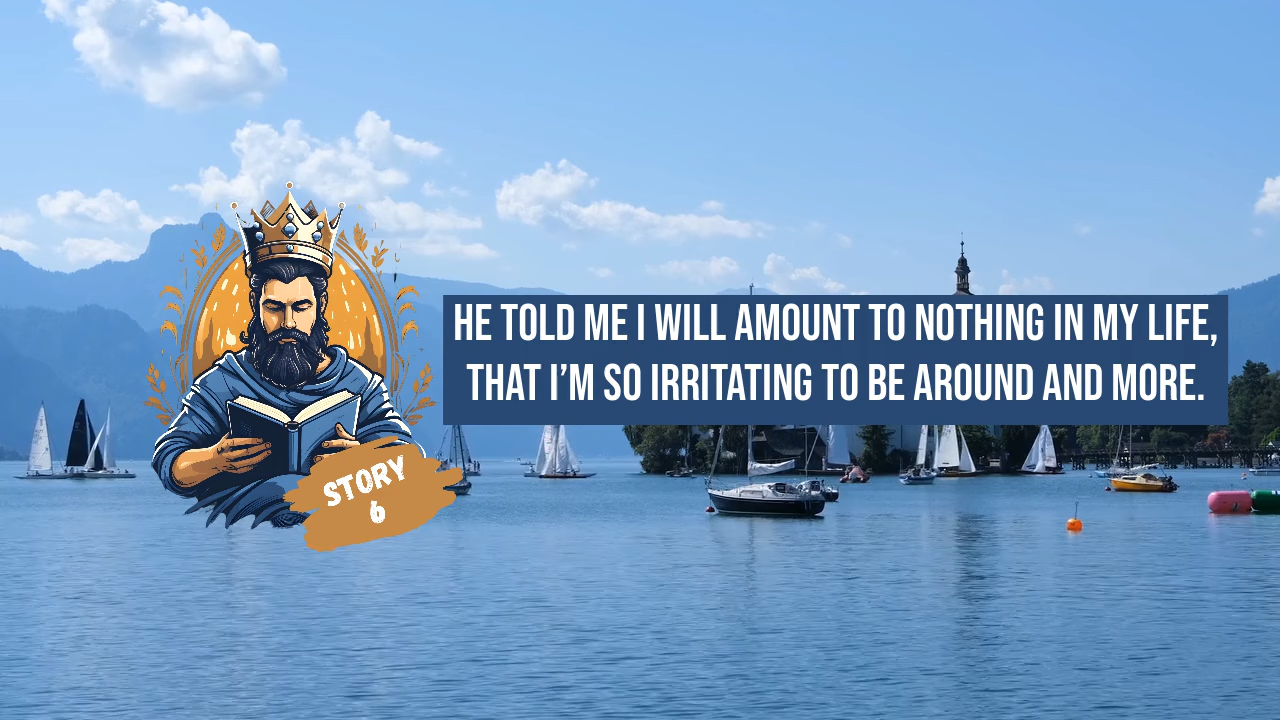 HE TOLD ME I WILL AMOUNT TO NOTHING IN MY LIFE,
THAT I'M SO IRRITATING TO BE AROUND AND MORE.
STORY
6